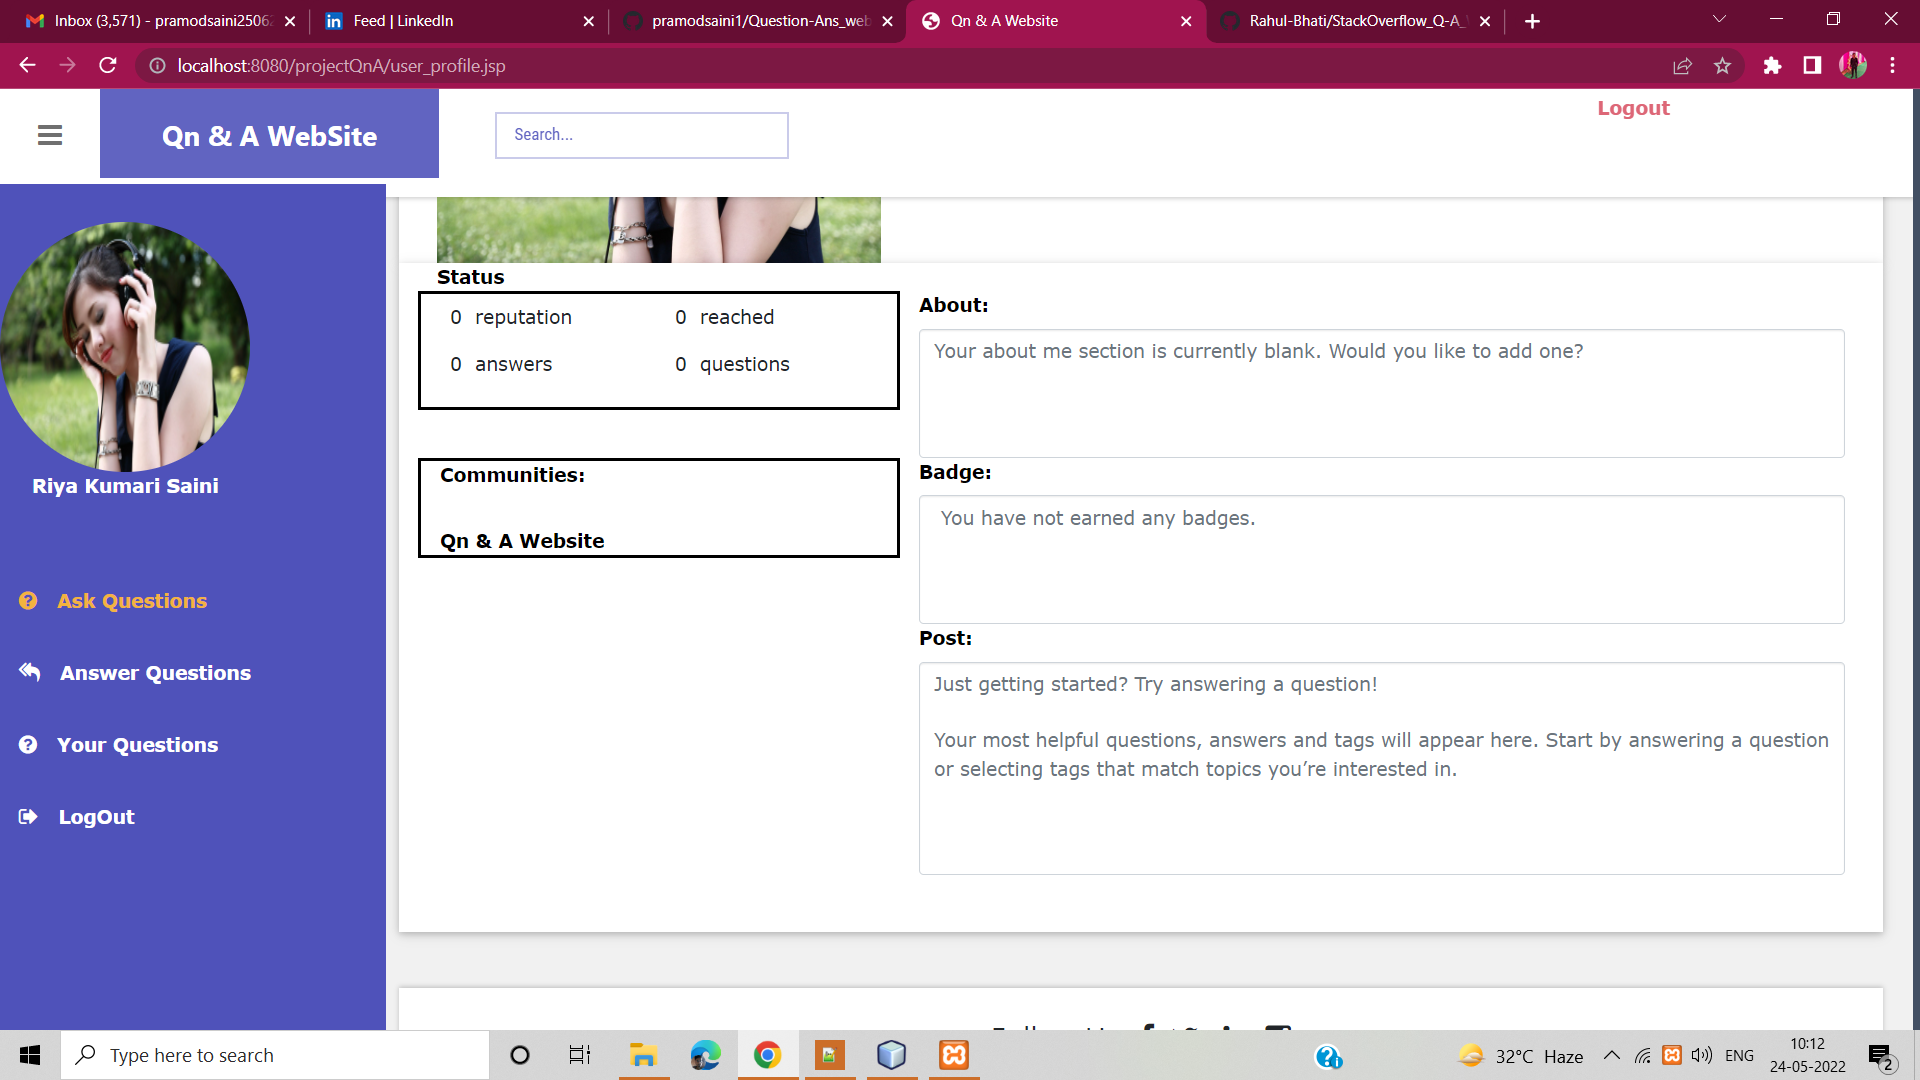 Inbox (3,571) - pramodsaini2506
Feed | LinkedIn
pramodsaini1/Question-Ans_web
Qn & A Website
Rahul-Bhati/StackOverflow_Q-A_
localhost:8080/projectQnA/user_profile.jsp
Qn & A WebSite
Search...
Logout
Riya Kumari Saini
Ask Questions
Answer Questions
Your Questions
LogOut
Status
0 reputation
0 reached
0 answers
0 questions
Communities:
Qn & A Website
About:
Your about me section is currently blank. Would you like to add one?
Badge:
You have not earned any badges.
Post:
Just getting started? Try answering a question!
Your most helpful questions, answers and tags will appear here. Start by answering a question
or selecting tags that match topics you’re interested in.
Type here to search
32°C Haze
ENG
10:12
24-05-2022
2